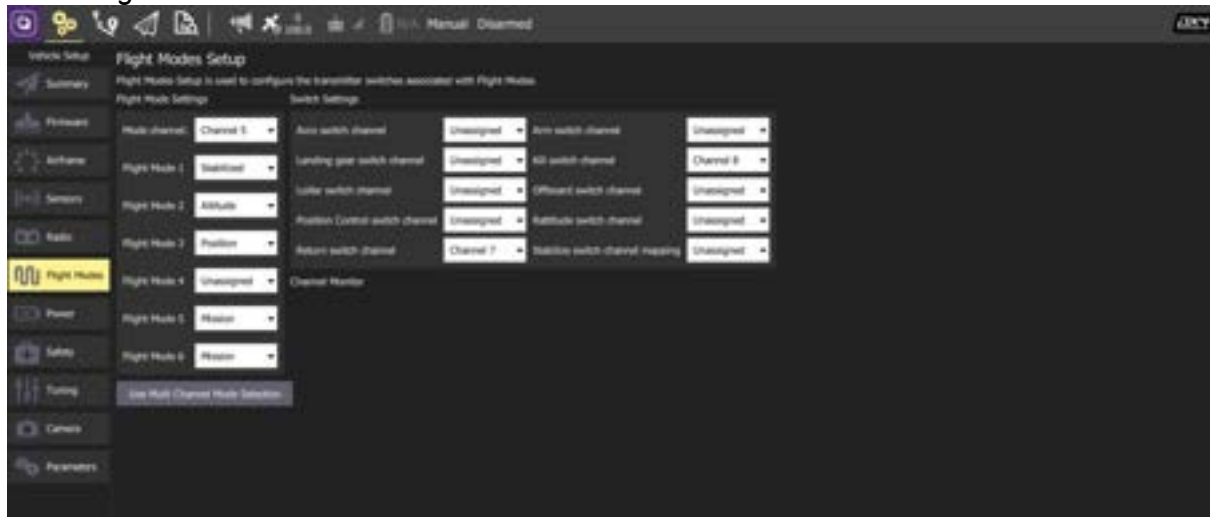 Manual Disarmed
Vehicle Setup
Summary
Firmware
Airframe
Sensors
Radio
Flight Modes
Power
Safety
Tuning
Camera
Parameters
Flight Modes Setup
Flight Modes Setup is used to configure the transmitter switches associated with Flight Modes.
Flight Mode Settings
Mode channel: Channel 5
Flight Mode 1 Stabilized
Flight Mode 2 Altitude
Flight Mode 3 Position
Flight Mode 4 Unassigned
Flight Mode 5 Mission
Flight Mode 6 Mission
Use Multi Channel Mode Selection
Switch Settings
Acro switch channel Unassigned Arm switch channel Unassigned
Landing gear switch channel Unassigned Kill switch channel Channel 8
Loiter switch channel Unassigned Offboard switch channel Unassigned
Position Control switch channel Unassigned Rattitude switch channel Unassigned
Return switch channel Channel 7 Stabilize switch channel mapping Unassigned
Channel Monitor